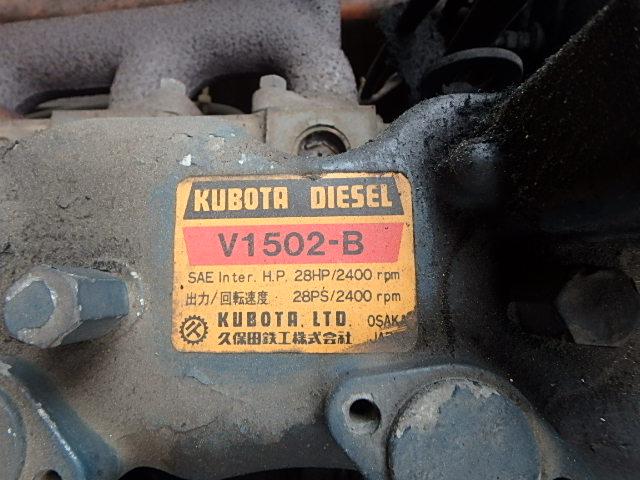 KUBOTA DIESEL
V1502-B
SAE Inter. H.P. 28HP/2400 rpm
出力/回転速度 28PS/2400 rpm
KUBOTA, LTD. OSAKA
久保田鉄工株式会社